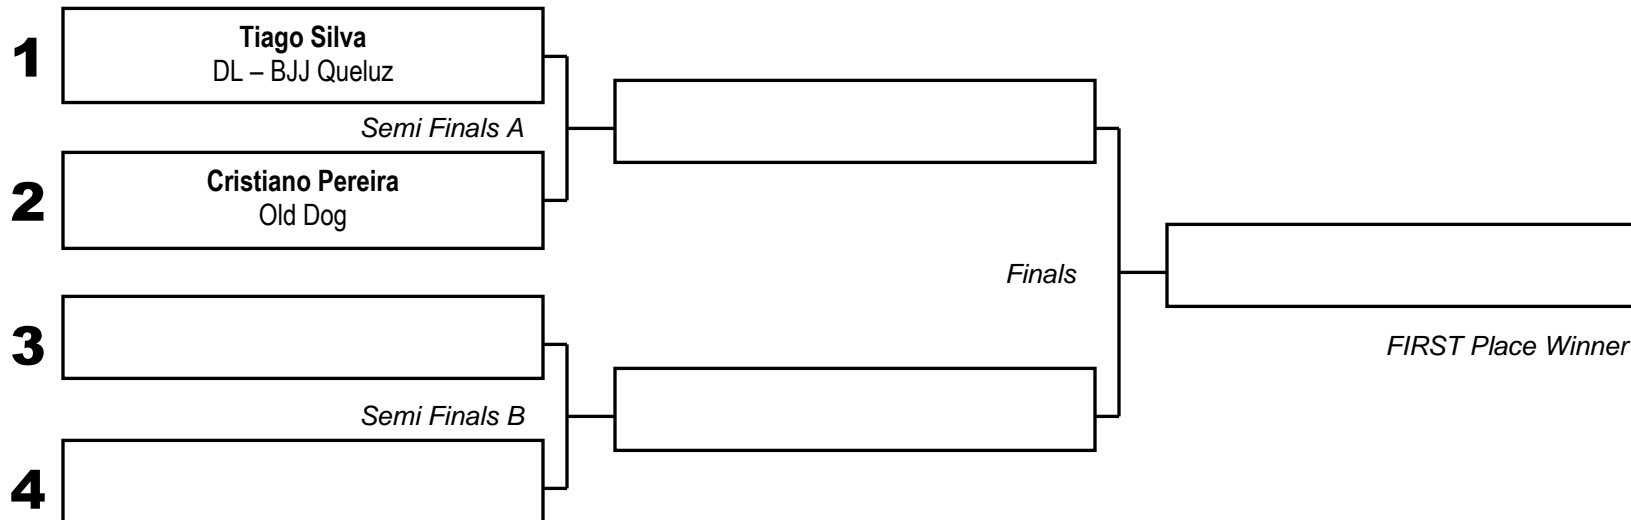 1
Tiago Silva
DL – BJJ Queluz
Semi Finals A
2
Cristiano Pereira
Old Dog
Finals
3
FIRST Place Winner
Semi Finals B
4